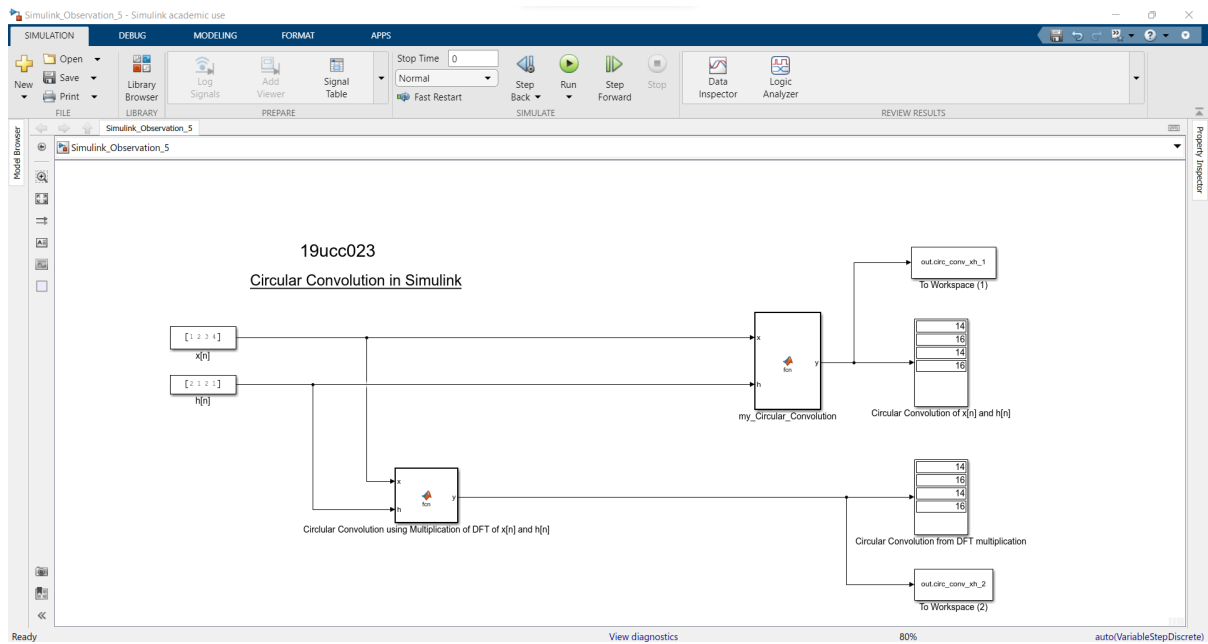 Simulink_Observation_5 - Simulink academic use
SIMULATION DEBUG MODELING FORMAT APPS
New
Open
Save
Print
FILE
Library Browser
LIBRARY
Log Signals
Add Viewer
Signal Table
PREPARE
Stop Time 0
Normal
Fast Restart
Step Back
Run
Step Forward
Stop
SIMULATE
Data Inspector
Logic Analyzer
REVIEW RESULTS
Model Browser
Simulink_Observation_5
Simulink_Observation_5
Property Inspector
19ucc023
Circular Convolution in Simulink
[1 2 3 4]
x[n]
[2 1 2 1]
h[n]
x
h
y
fcn
my_Circular_Convolution
out.circ_conv_xh_1
To Workspace (1)
14
16
14
16
Circular Convolution of x[n] and h[n]
x
h
y
fcn
Circlular Convolution using Multiplication of DFT of x[n] and h[n]
14
16
14
16
Circular Convolution from DFT multiplication
out.circ_conv_xh_2
To Workspace (2)
Ready
View diagnostics
80%
auto(VariableStepDiscrete)